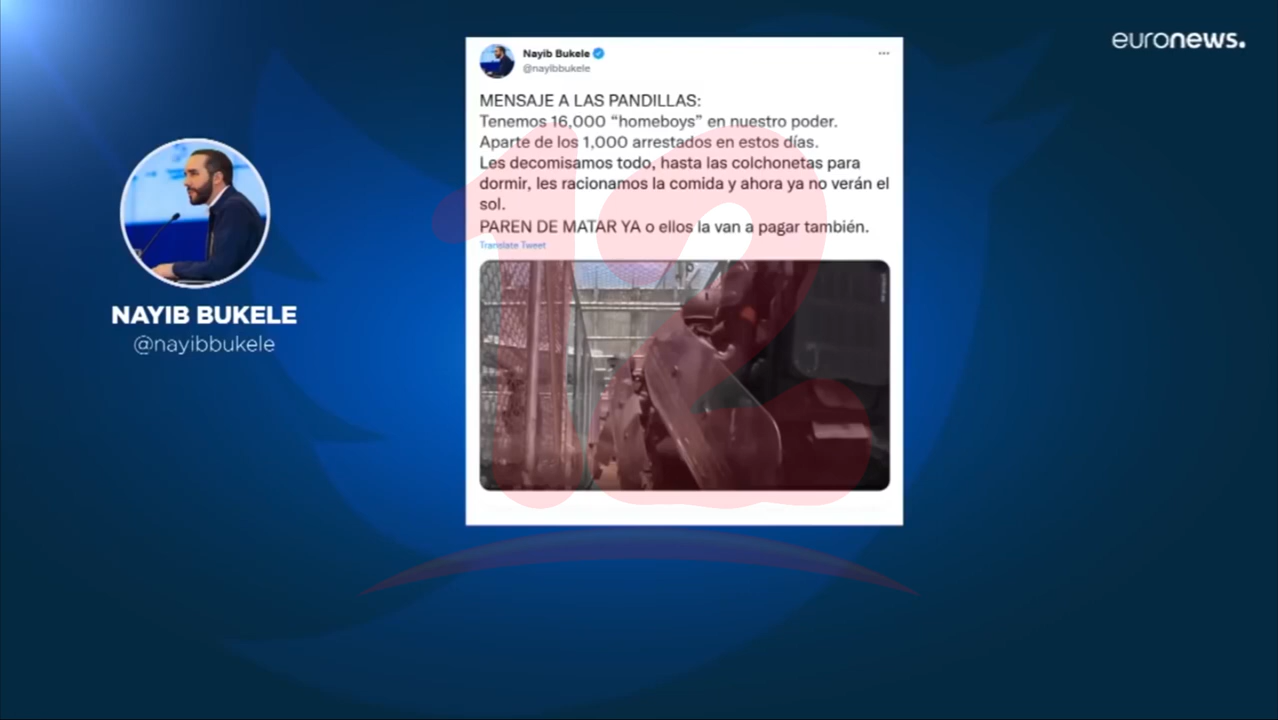 euronews.
Nayib Bukele
@nayibbukele
MENSAJE A LAS PANDILLAS:
Tenemos 16,000 “homeboys” en nuestro poder.
Aparte de los 1,000 arrestados en estos días.
Les decomisamos todo, hasta las colchonetas para
dormir, les racionamos la comida y ahora ya no verán el
sol.
PAREN DE MATAR YA o ellos la van a pagar también.
Translate Tweet
12
NAYIB BUKELE
@nayibbukele